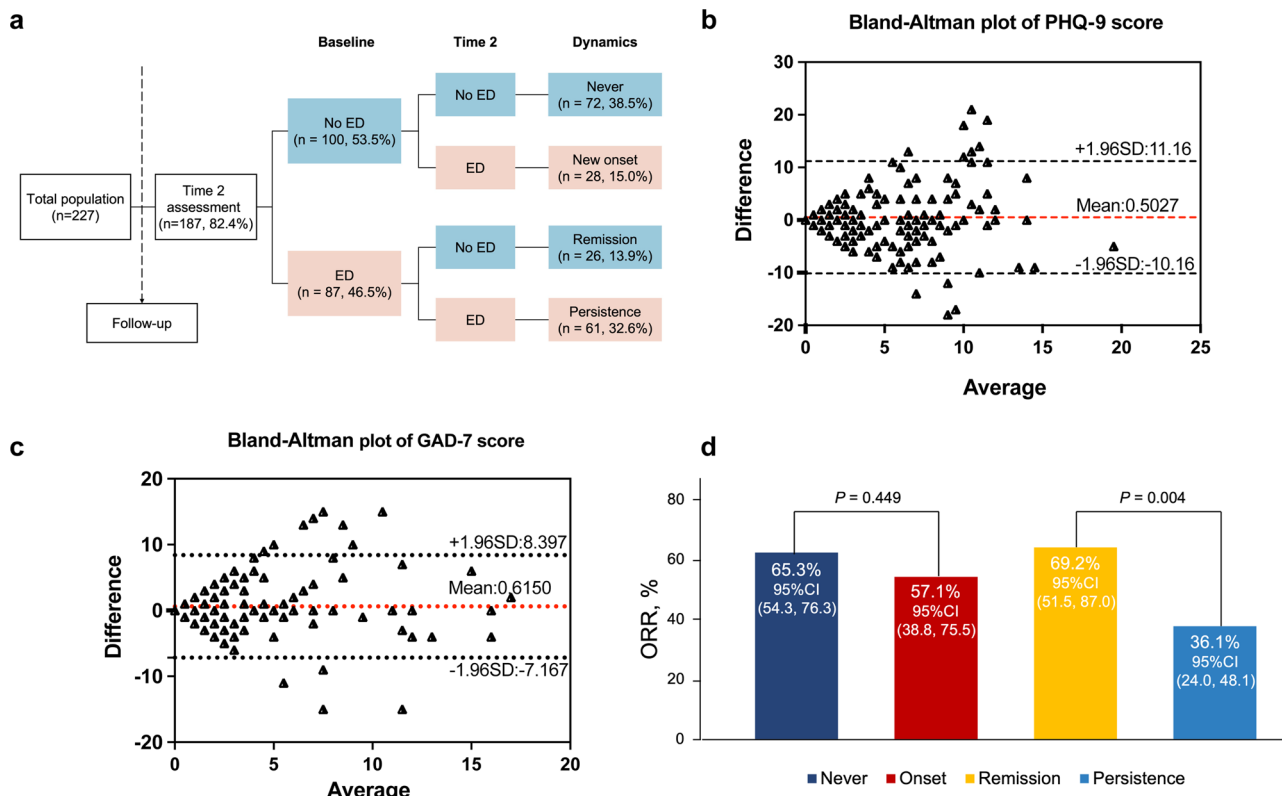 a
Baseline
Time 2
Dynamics
No ED
(n = 100, 53.5%)
No ED
Never
(n = 72, 38.5%)
ED
New onset
(n = 28, 15.0%)
Total population
(n=227)
Time 2
assessment
(n=187, 82.4%)
ED
(n = 87, 46.5%)
No ED
Remission
(n = 26, 13.9%)
ED
Persistence
(n = 61, 32.6%)
Follow-up
b
Bland-Altman plot of PHQ-9 score
Difference
30
20
10
0
-10
-20
+1.96SD:11.16
Mean:0.5027
-1.96SD:-10.16
0
5
10
15
20
25
Average
c
Bland-Altman plot of GAD-7 score
Difference
20
10
0
-10
-20
+1.96SD:8.397
Mean:0.6150
-1.96SD:-7.167
0
5
10
15
20
Average
d
ORR, %
80
60
40
20
0
P = 0.449
P = 0.004
65.3%
95%CI
(54.3, 76.3)
57.1%
95%CI
(38.8, 75.5)
69.2%
95%CI
(51.5, 87.0)
36.1%
95%CI
(24.0, 48.1)
Never
Onset
Remission
Persistence